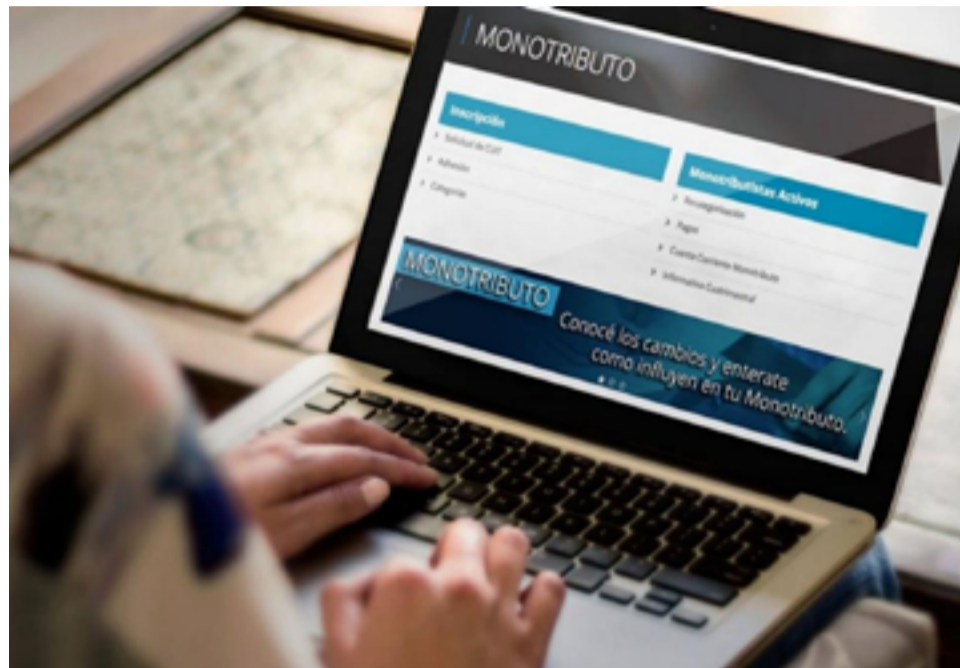 MONOTRIBUTO
Inscripción
Solicitud de CUIT
Adhesión
Categorías
Monotributistas Activos
Recategorización
Pagos
Cuenta Corriente Monotributo
Informativo Cuatrimestral
MONOTRIBUTO
Conocé los cambios y enterate
como influyen en tu Monotributo.